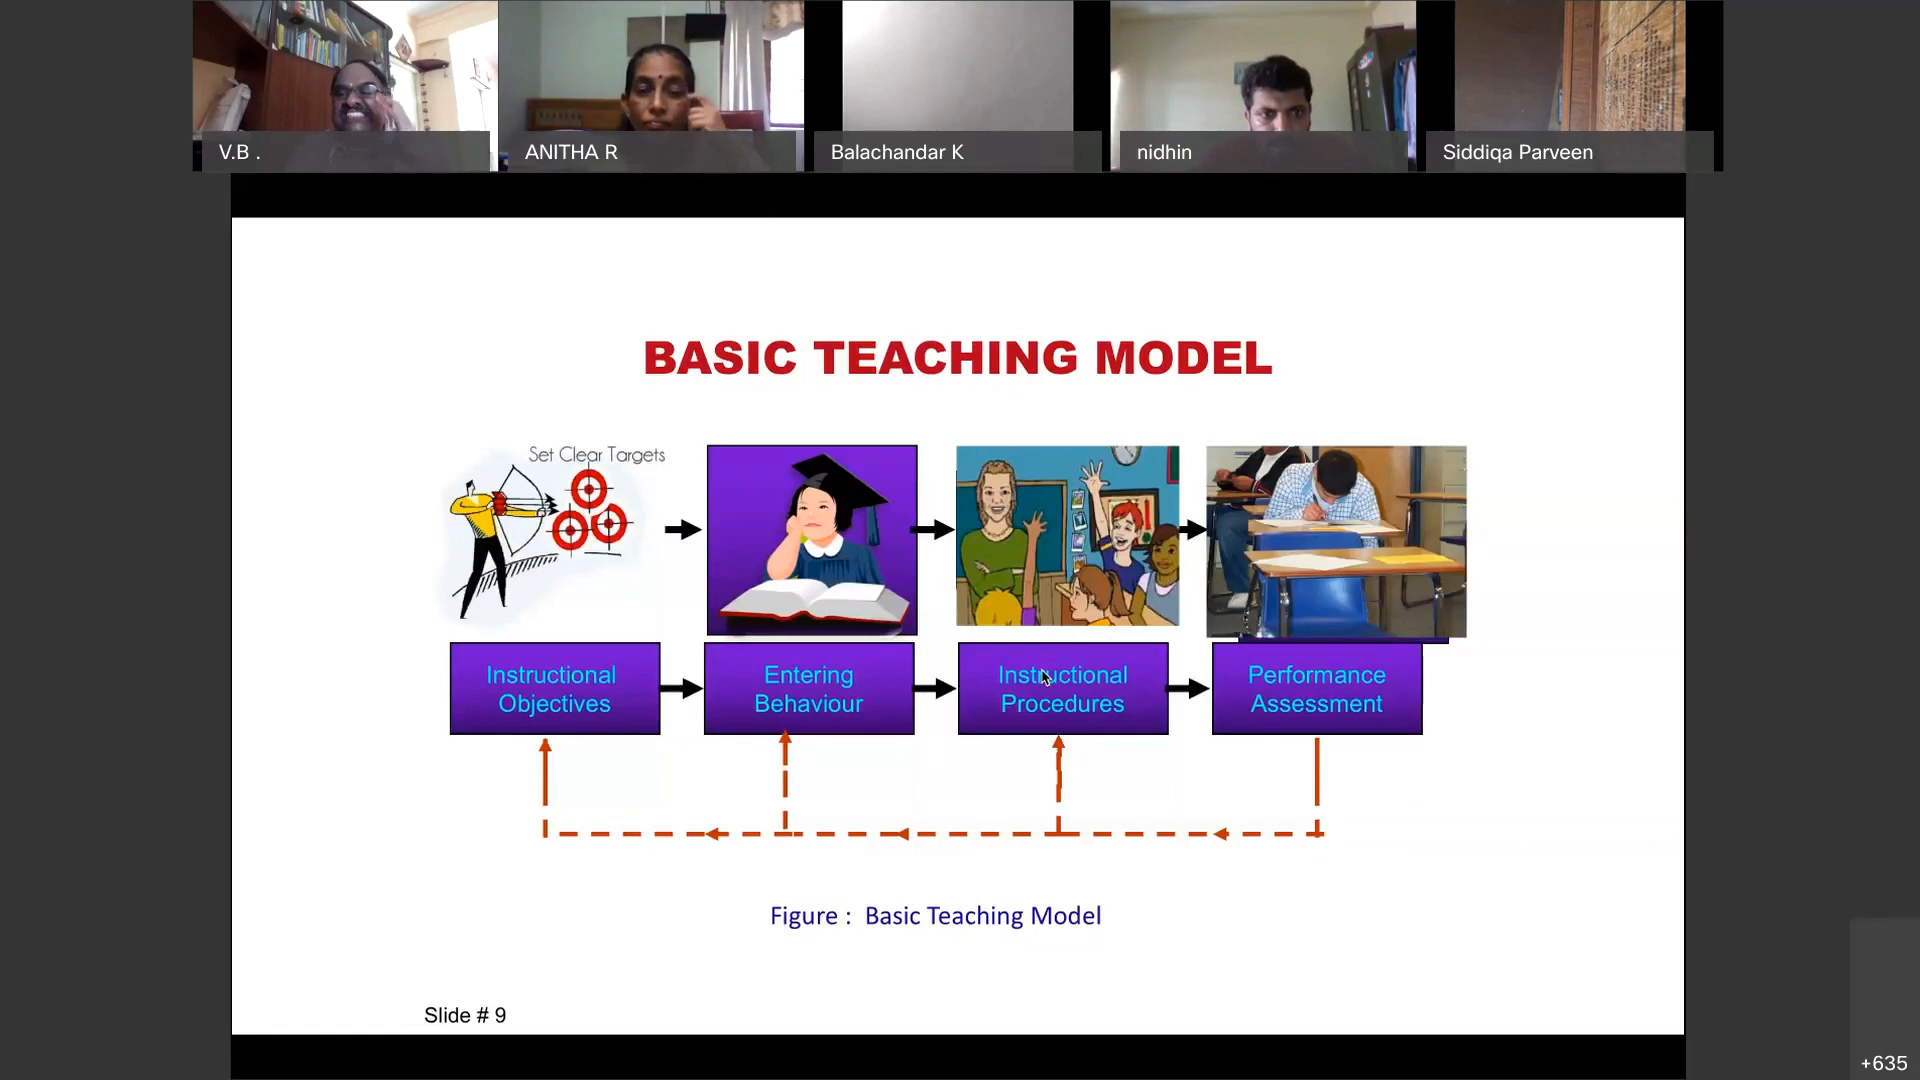 V.B .
ANITHA R
Balachandar K
nidhin
Siddiqa Parveen
BASIC TEACHING MODEL
Set Clear Targets
Instructional
Objectives
Entering
Behaviour
Instructional
Procedures
Performance
Assessment
Figure :  Basic Teaching Model
Slide # 9
+635